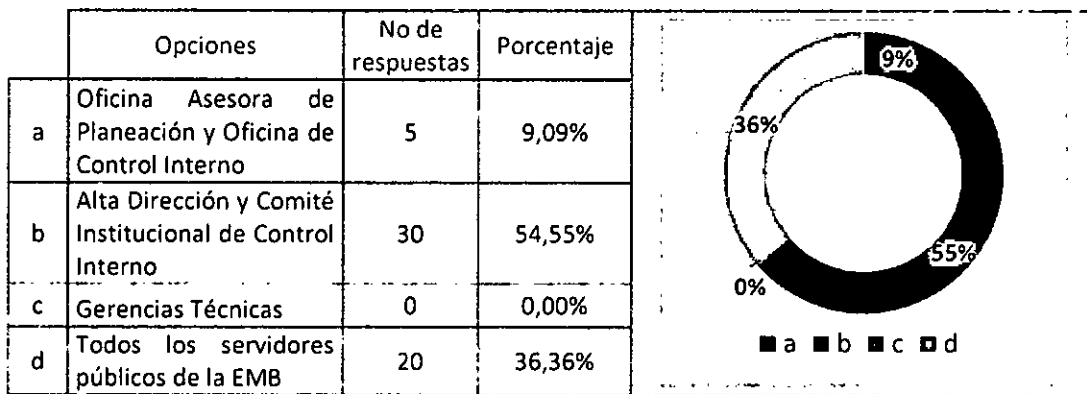 Opciones No de respuestas Porcentaje
a Oficina Asesora de Planeación y Oficina de Control Interno 5 9,09%
b Alta Dirección y Comité Institucional de Control Interno 30 54,55%
c Gerencias Técnicas 0 0,00%
d Todos los servidores públicos de la EMB 20 36,36%
9%
36%
55%
0%
a b c d